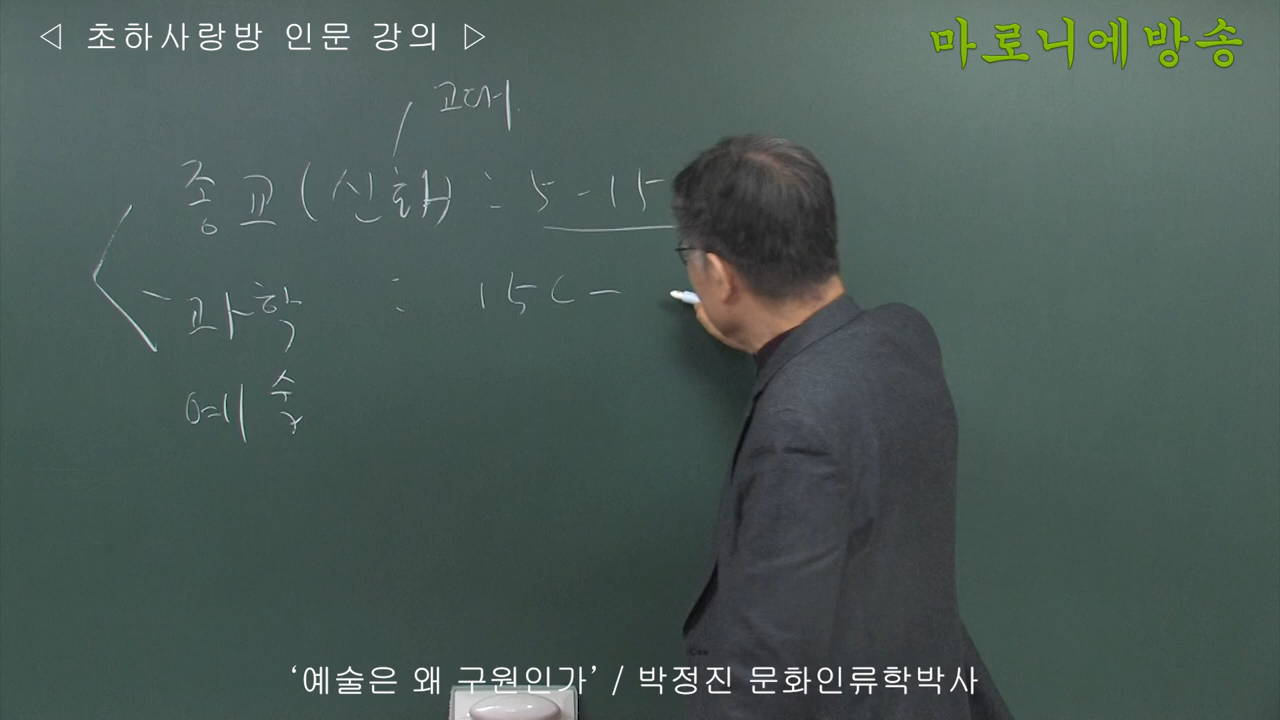 ◁ 초하사랑방 인문 강의 ▷
마로니에방송
고대
종교(신화) : 5-15
과학 : 15C-
예술
‘예술은 왜 구원인가’ / 박정진 문화인류학박사